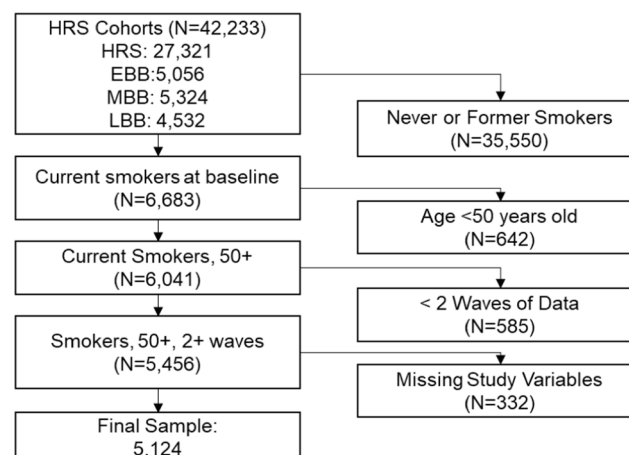 HRS Cohorts (N=42,233)
HRS: 27,321
EBB:5,056
MBB: 5,324
LBB: 4,532
Never or Former Smokers
(N=35,550)
Current smokers at baseline
(N=6,683)
Age <50 years old
(N=642)
Current Smokers, 50+
(N=6,041)
< 2 Waves of Data
(N=585)
Smokers, 50+, 2+ waves
(N=5,456)
Missing Study Variables
(N=332)
Final Sample:
5,124